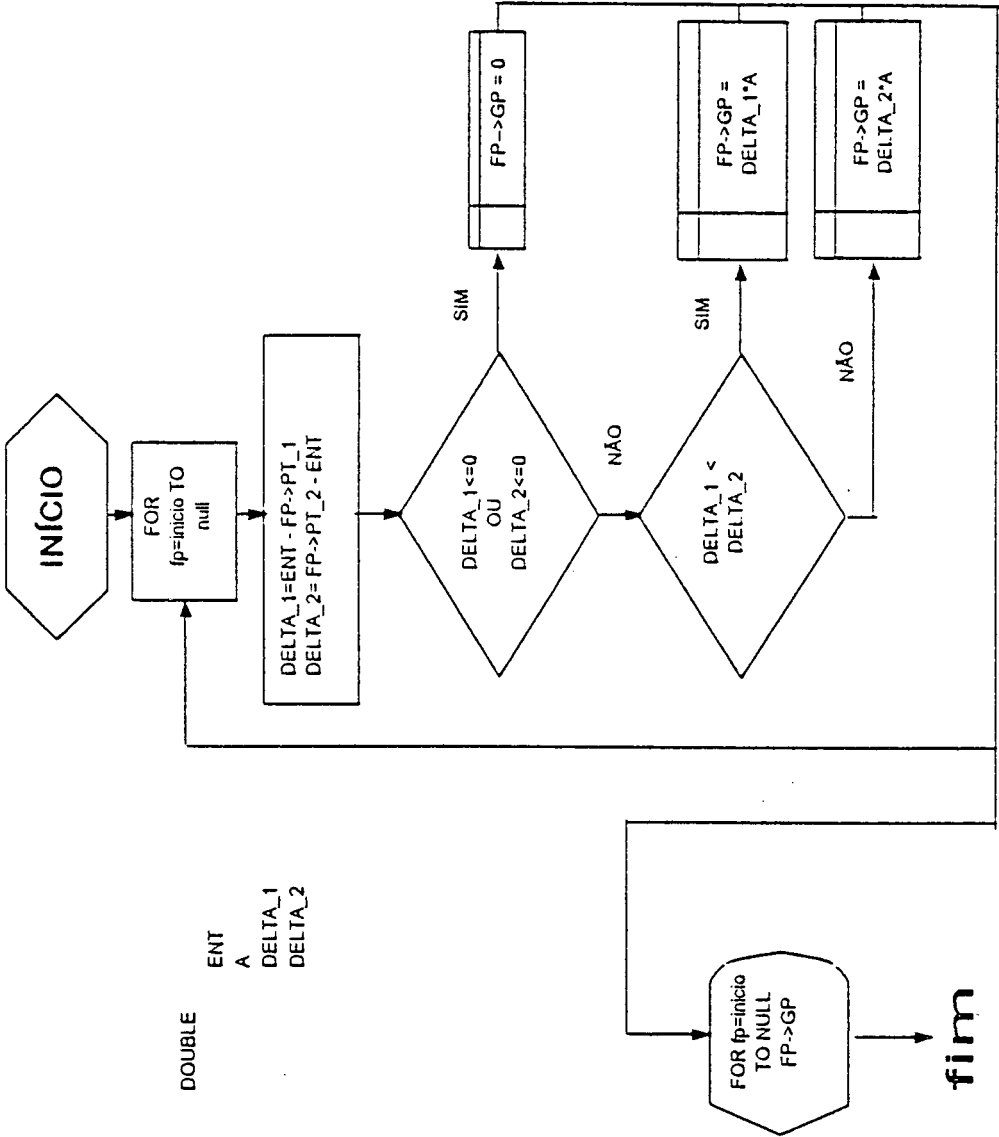 INÍCIO
FOR
fp=inicio TO
null
DELTA_1=ENT - FP->PT_1
DELTA_2= FP->PT_2 - ENT
DELTA_1<=0
OU
DELTA_2<=0
SIM
FP->GP = 0
NÃO
DELTA_1 <
DELTA_2
SIM
FP->GP =
DELTA_1*A
NÃO
FP->GP =
DELTA_2*A
DOUBLE
ENT
A
DELTA_1
DELTA_2
FOR fp=inicio
TO NULL
FP->GP
fim